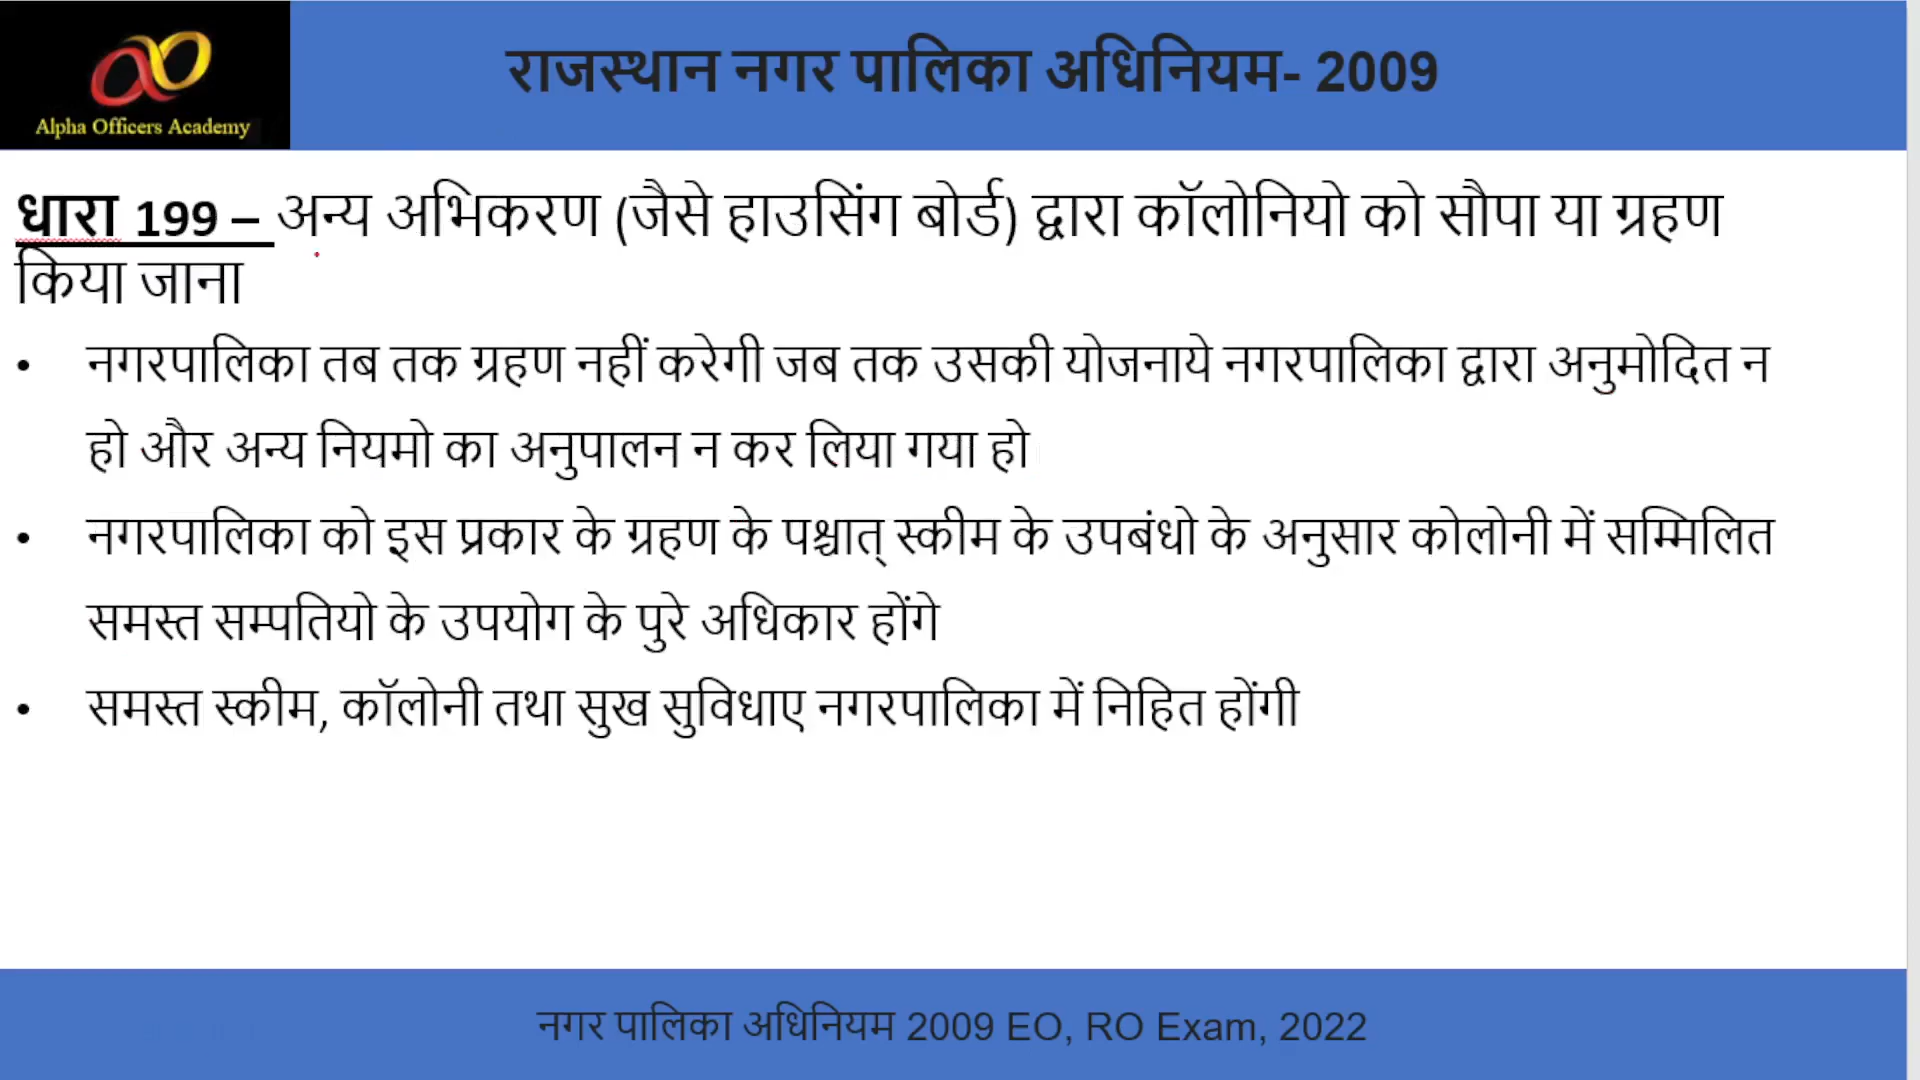 Alpha Officers Academy
राजस्थान नगर पालिका अधिनियम- 2009
धारा 199 – अन्य अभिकरण (जैसे हाउसिंग बोर्ड) द्वारा कॉलोनियो को सौपा या ग्रहण
किया जाना
• नगरपालिका तब तक ग्रहण नहीं करेगी जब तक उसकी योजनाये नगरपालिका द्वारा अनुमोदित न
हो और अन्य नियमो का अनुपालन न कर लिया गया हो
• नगरपालिका को इस प्रकार के ग्रहण के पश्चात् स्कीम के उपबंधो के अनुसार कोलोनी में सम्मिलित
समस्त सम्पतियो के उपयोग के पुरे अधिकार होंगे
• समस्त स्कीम, कॉलोनी तथा सुख सुविधाए नगरपालिका में निहित होंगी
नगर पालिका अधिनियम 2009 EO, RO Exam, 2022